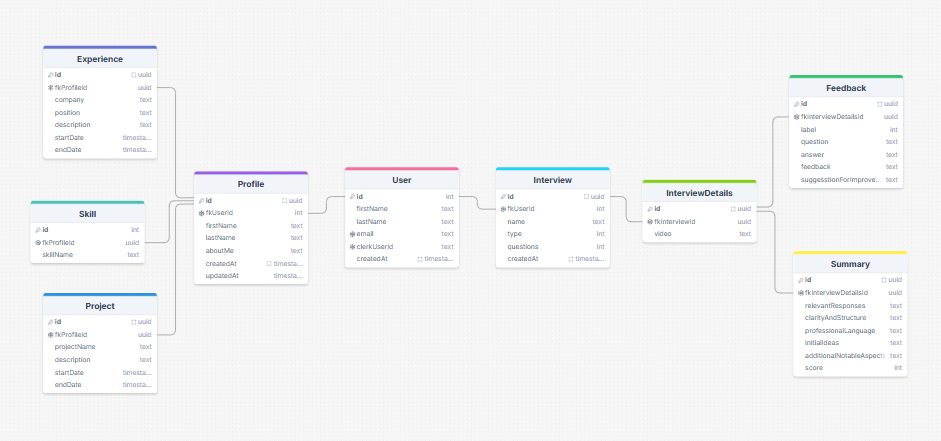 Experience
id uuid
fkProfileId uuid
company text
position text
description text
startDate timesta...
endDate timesta...
Skill
id int
fkProfileId uuid
skillName text
Project
id uuid
fkProfileId uuid
projectName text
description text
startDate timesta...
endDate timesta...
Profile
id uuid
fkUserId int
firstName text
lastName text
aboutMe text
createdAt timesta...
updatedAt timesta...
User
id int
firstName text
lastName text
email text
clerkUserId text
createdAt timesta...
Interview
id uuid
fkUserId int
name text
type int
questions int
createdAt timesta...
InterviewDetails
id uuid
fkInterviewId uuid
video text
Feedback
id uuid
fkInterviewDetailsId uuid
label int
question text
answer text
feedback text
suggesstionForImprove... text
Summary
id uuid
fkInterviewDetailsId uuid
relevantResponses text
clarityAndStructure text
professionalLanguage text
initialIdeas text
additionalNotableAspects text
score int